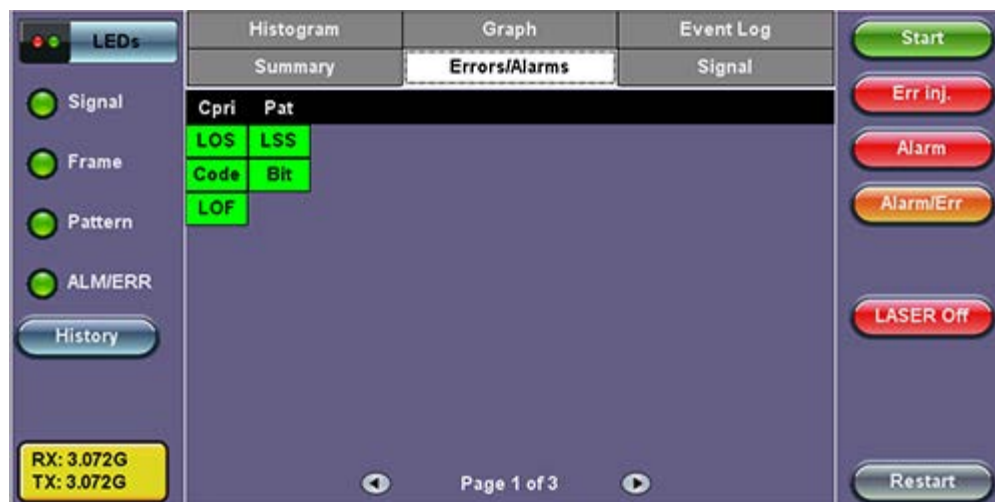 LEDs
Histogram Graph Event Log
Summary Errors/Alarms Signal
Signal
Frame
Pattern
ALM/ERR
History
RX: 3.072G
TX: 3.072G
Cpri Pat
LOS LSS
Code Bit
LOF
Page 1 of 3
Start
Err inj.
Alarm
Alarm/Err
LASER Off
Restart